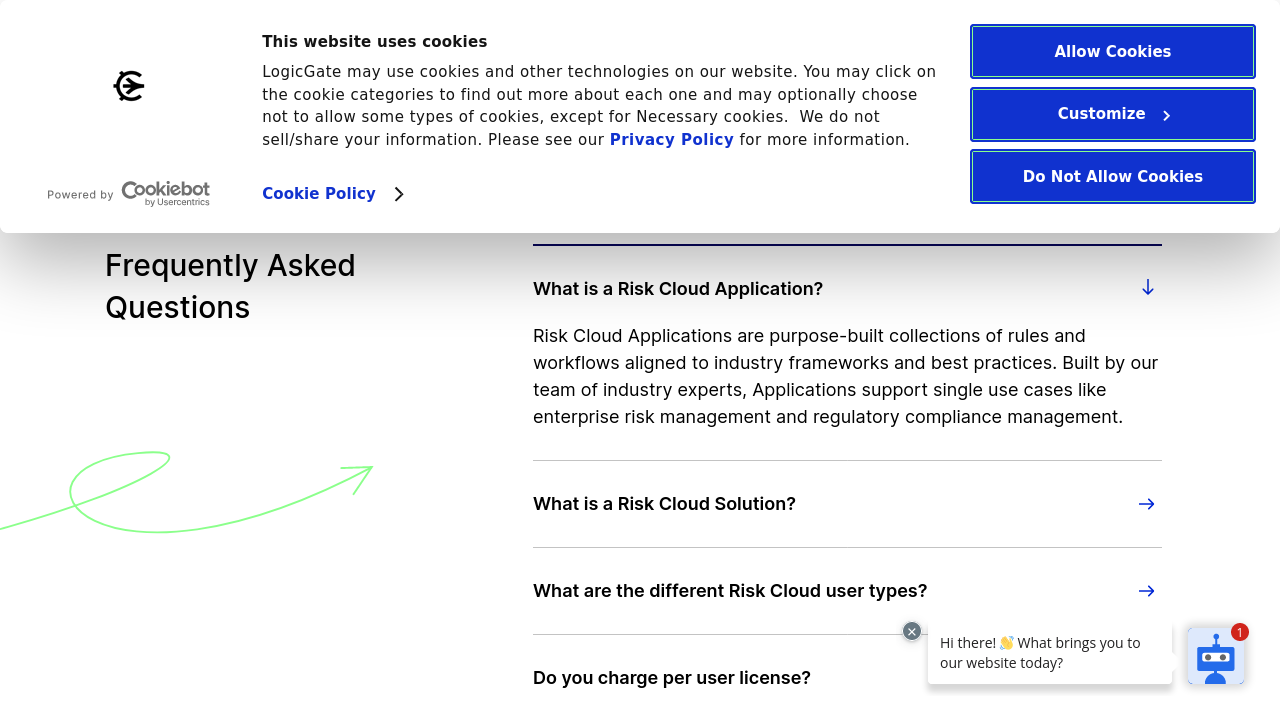 This website uses cookies
LogicGate may use cookies and other technologies on our website. You may click on
the cookie categories to find out more about each one and may optionally choose
not to allow some types of cookies, except for Necessary cookies.  We do not
sell/share your information. Please see our Privacy Policy for more information.
Cookie Policy
Powered by Cookiebot
by Usercentrics
Allow Cookies
Customize
Do Not Allow Cookies
Frequently Asked
Questions
What is a Risk Cloud Application?
Risk Cloud Applications are purpose-built collections of rules and
workflows aligned to industry frameworks and best practices. Built by our
team of industry experts, Applications support single use cases like
enterprise risk management and regulatory compliance management.
What is a Risk Cloud Solution?
What are the different Risk Cloud user types?
Do you charge per user license?
Hi there! 👋 What brings you to
our website today?
1